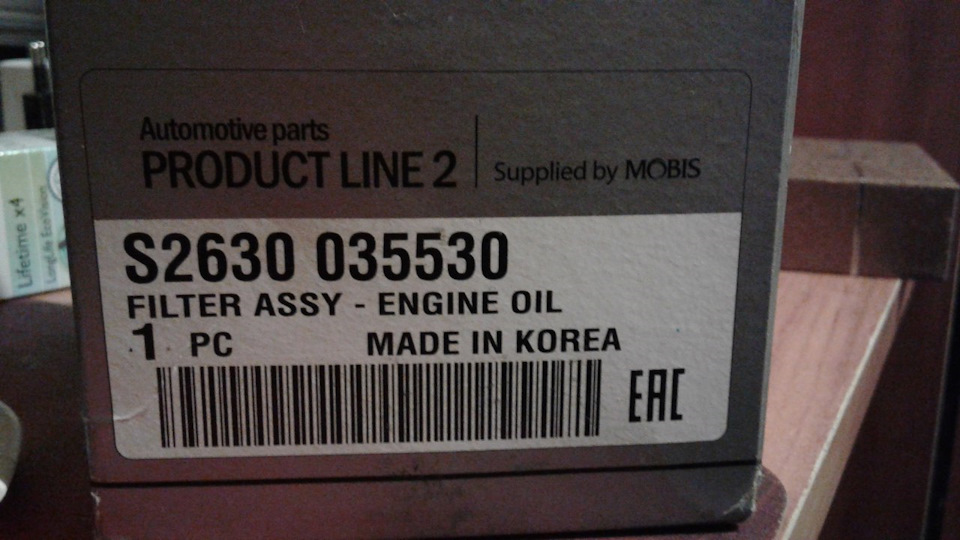 Automotive parts
PRODUCT LINE 2
Supplied by MOBIS
S2630 035530
FILTER ASSY - ENGINE OIL
1 PC MADE IN KOREA
EAC
Lifetime x4